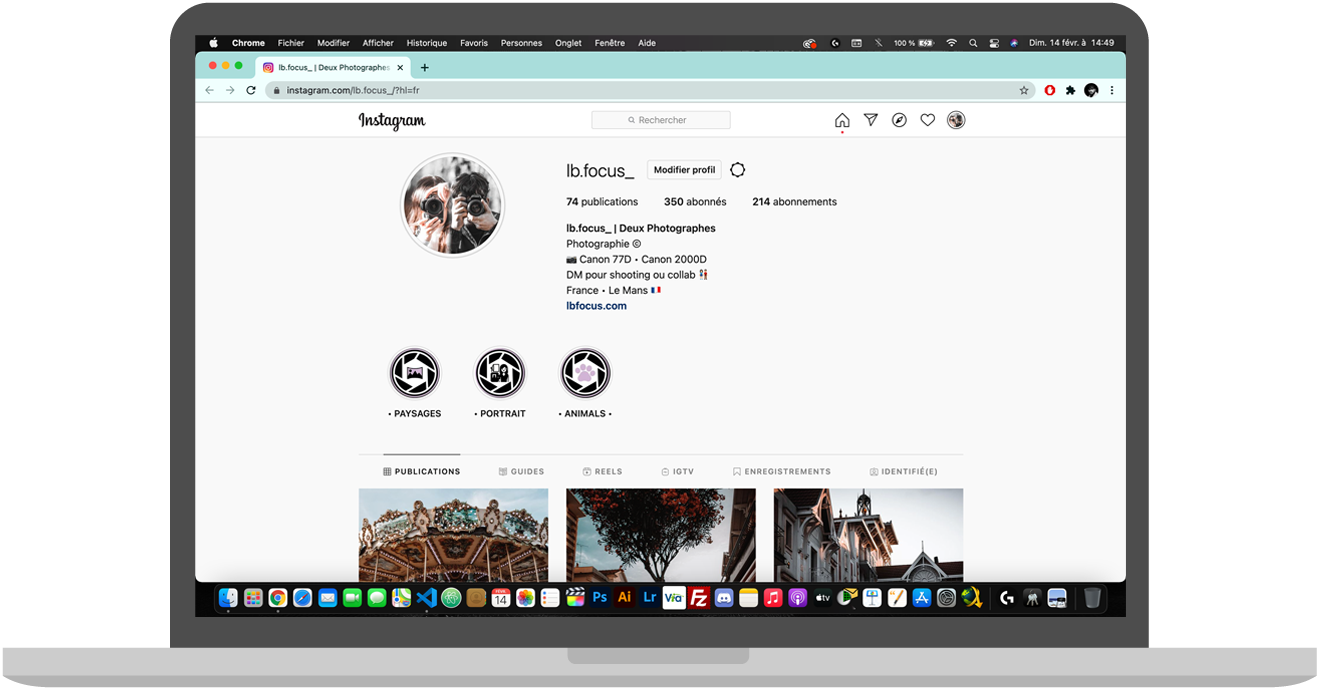 Chrome Fichier Modifier Afficher Historique Favoris Personnes Onglet Fenêtre Aide 100 % Dim. 14 févr. à 14:49
lb.focus_ | Deux Photographes
instagram.com/lb.focus_/?hl=fr
Instagram Rechercher
lb.focus_ Modifier profil
74 publications 350 abonnés 214 abonnements
lb.focus_ | Deux Photographes
Photographie ©
📷 Canon 77D • Canon 2000D
DM pour shooting ou collab 👫
France • Le Mans 🇫🇷
lbfocus.com
• PAYSAGES • PORTRAIT • ANIMALS •
PUBLICATIONS GUIDES REELS IGTV ENREGISTREMENTS IDENTIFIÉ(E)
FÉVR. 14 Ps Ai Lr Via FZ tv